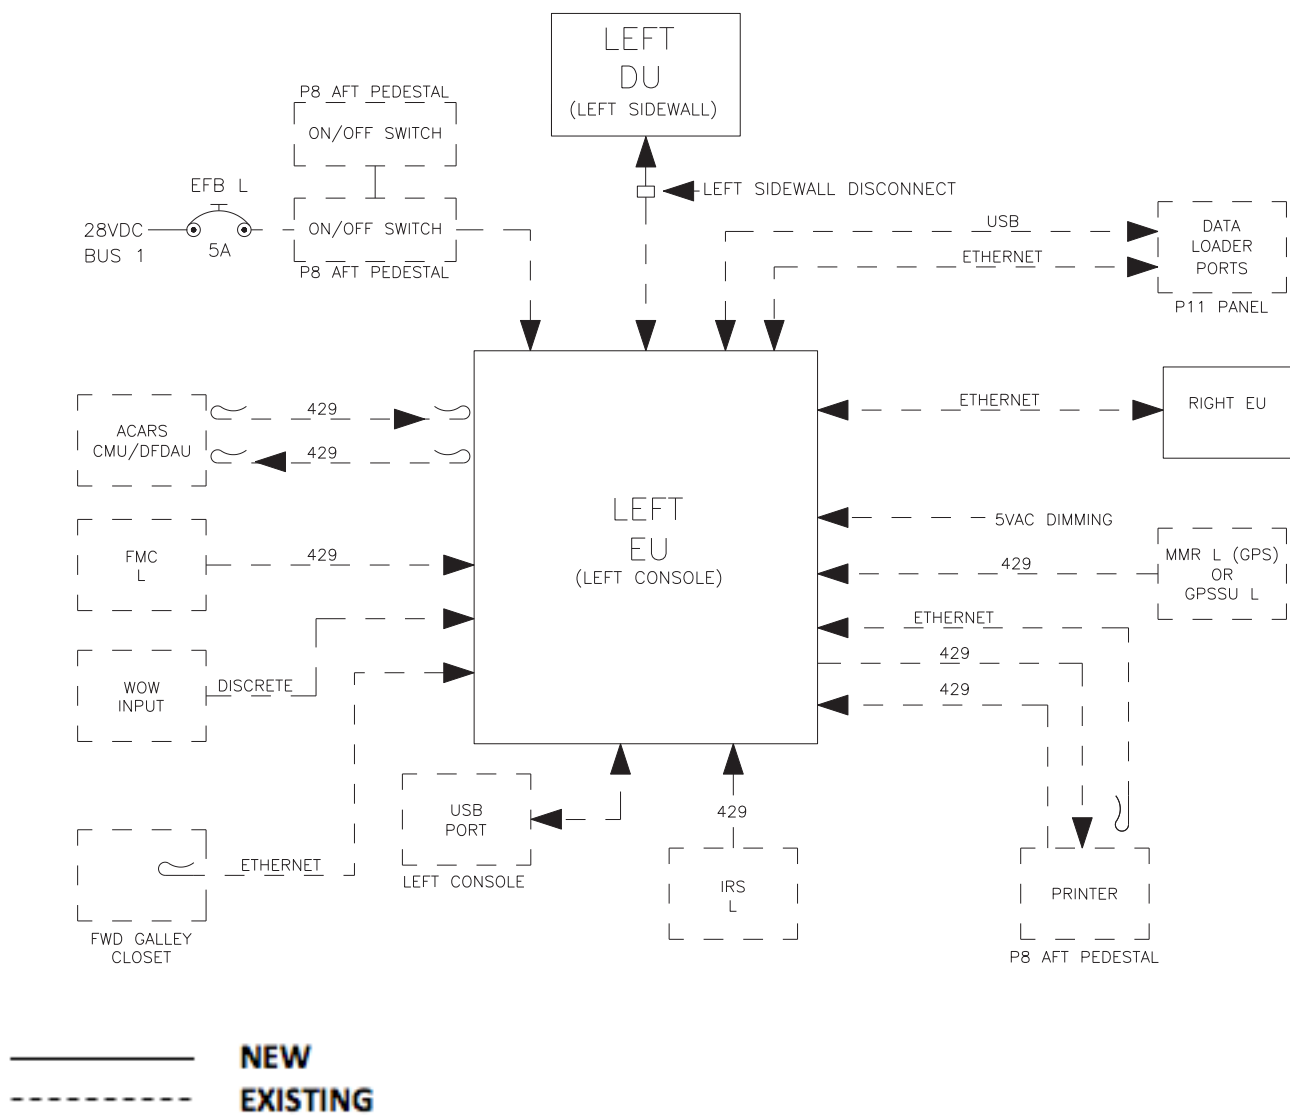 LEFT
DU
(LEFT SIDEWALL)
P8 AFT PEDESTAL
ON/OFF SWITCH
EFB L
28VDC
BUS 1
5A
ON/OFF SWITCH
P8 AFT PEDESTAL
LEFT SIDEWALL DISCONNECT
USB
ETHERNET
DATA
LOADER
PORTS
P11 PANEL
ACARS
CMU/DFDAU
429
429
ETHERNET
RIGHT EU
LEFT
EU
(LEFT CONSOLE)
5VAC DIMMING
FMC
L
429
429
MMR L (GPS)
OR
GPSSU L
WOW
INPUT
DISCRETE
ETHERNET
429
429
USB
PORT
LEFT CONSOLE
429
IRS
L
PRINTER
P8 AFT PEDESTAL
ETHERNET
FWD GALLEY
CLOSET
NEW
EXISTING